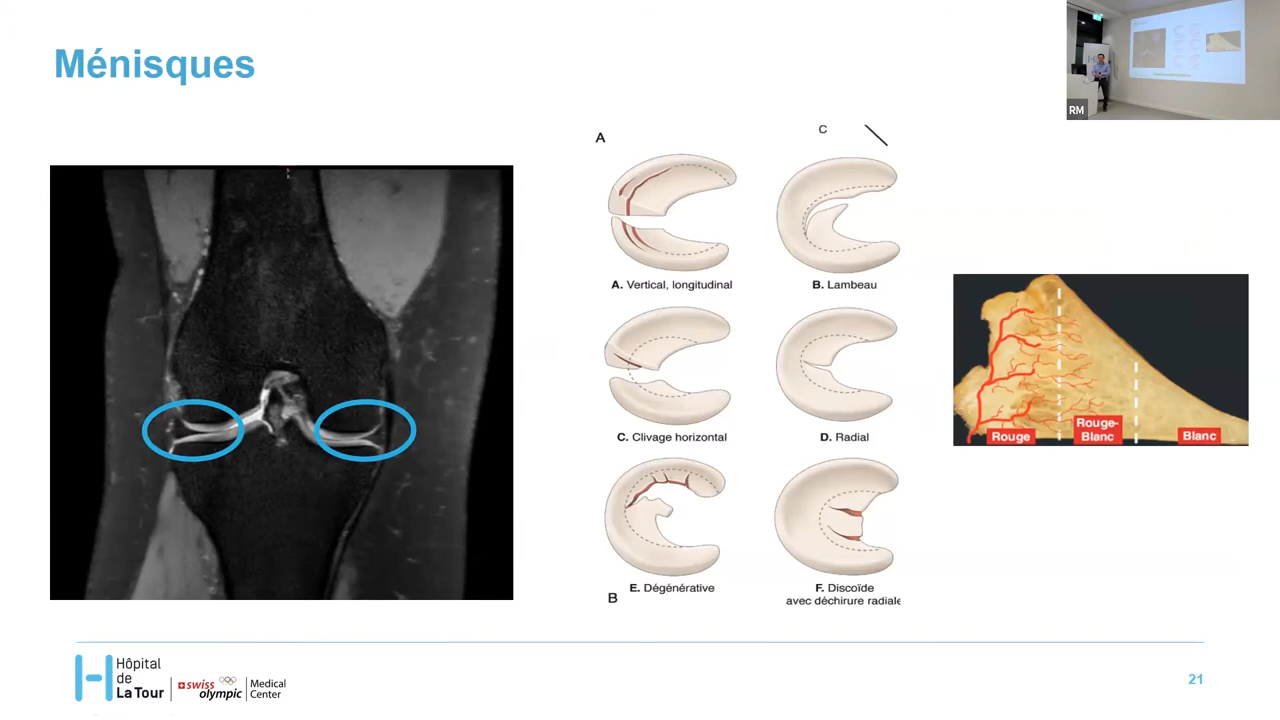 Ménisques
RM
A
C
A. Vertical, longitudinal
B. Lambeau
C. Clivage horizontal
D. Radial
E. Dégénérative
F. Discoïde
avec déchirure radiale
B
Rouge
Rouge-
Blanc
Blanc
Hôpital
de
La Tour
swiss
olympic
Medical
Center
21